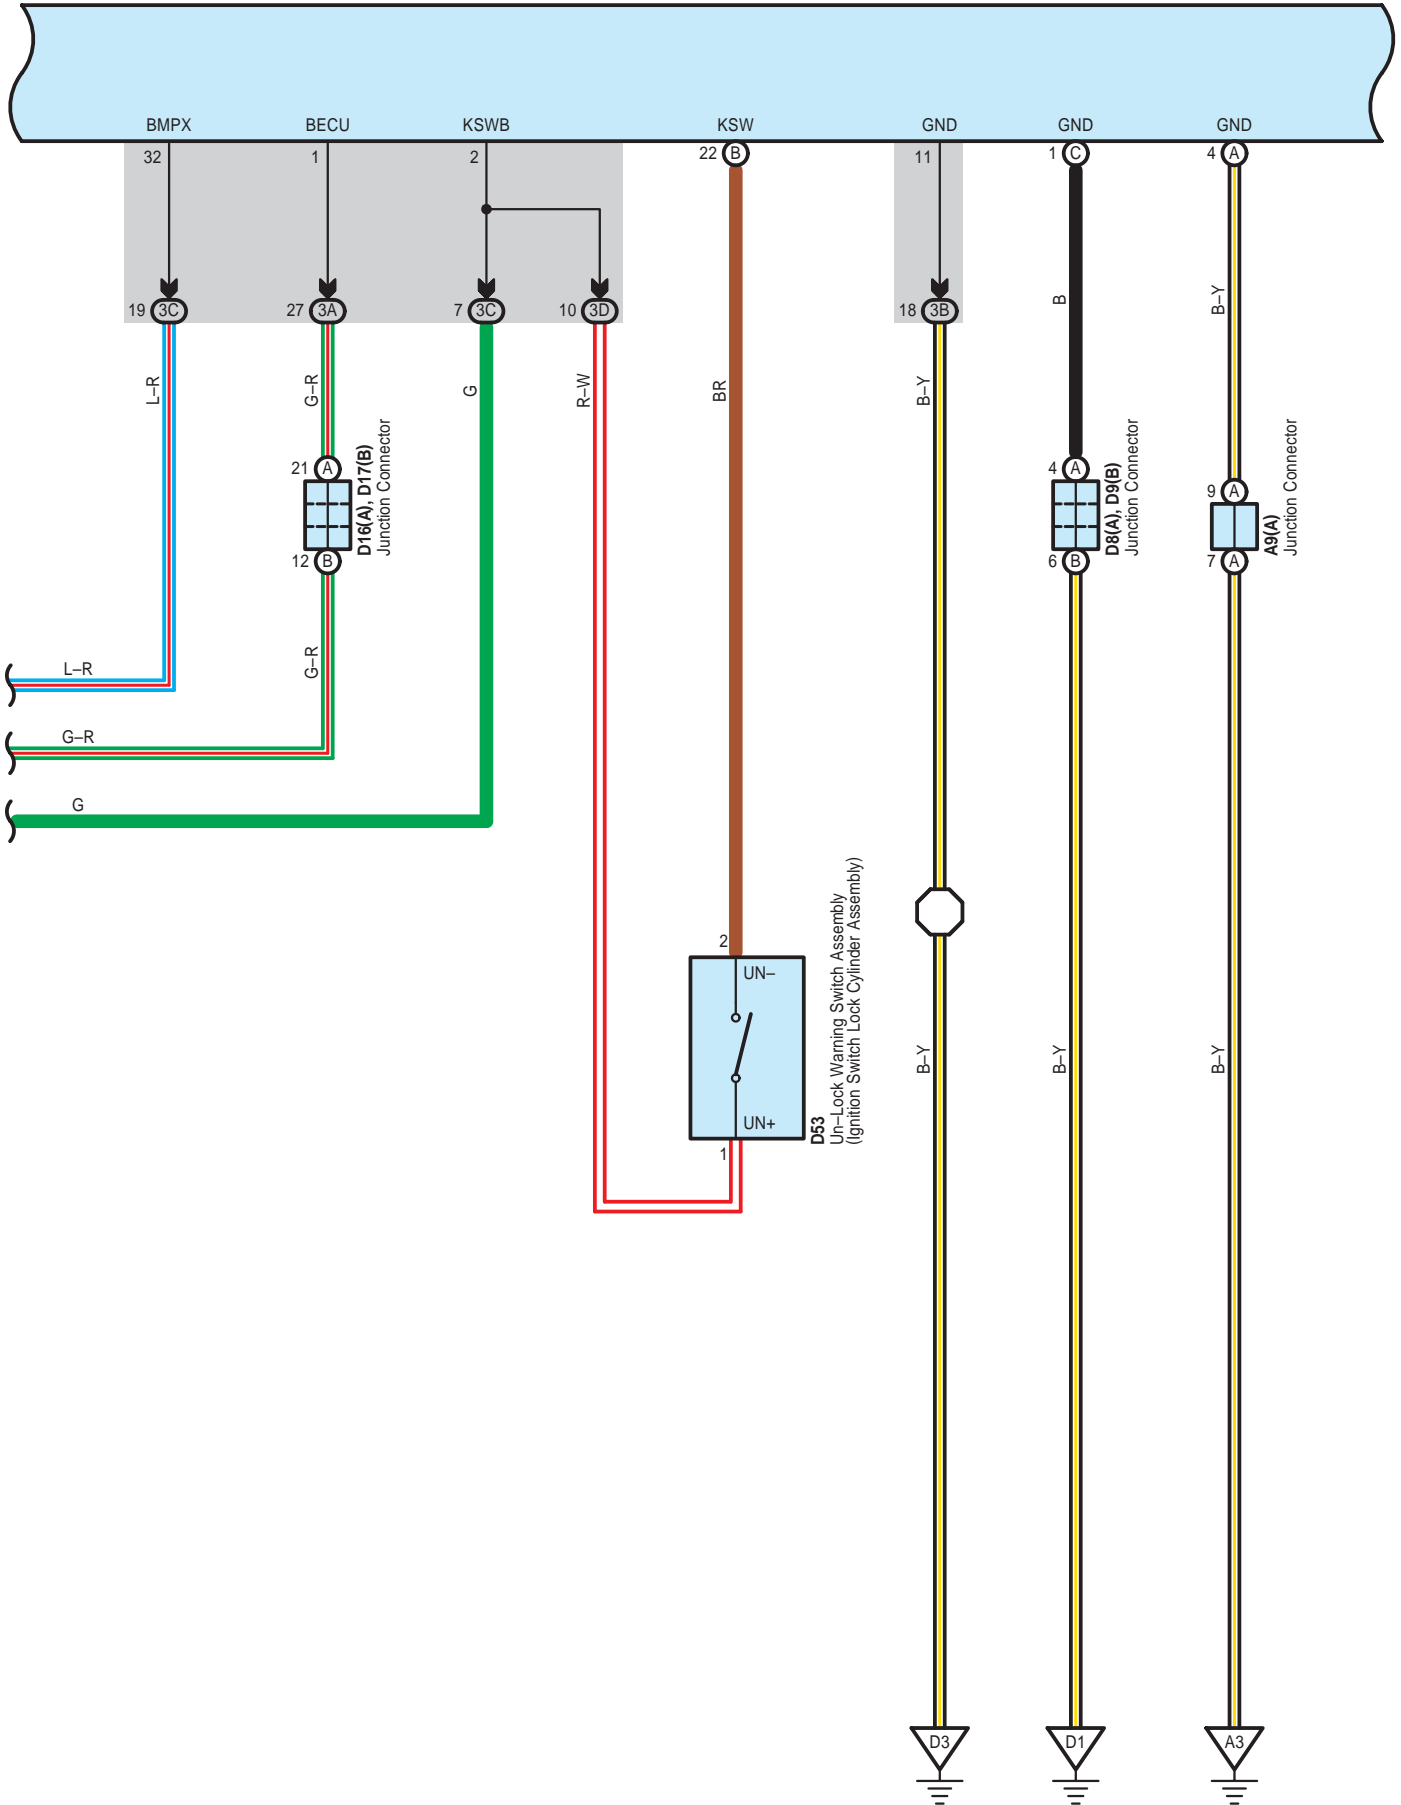 BMPX BECU KSWB KSW GND GND GND
32 1 2 22 B 11 1 C 4 A
19 3C 27 3A 7 3C 10 3D 18 3B
B
B–Y
L–R G–R G R–W BR B–Y
21 A
D16(A), D17(B)
Junction Connector
12 B
4 A
D8(A), D9(B)
Junction Connector
6 B
9 A
A9(A)
Junction Connector
7 A
G–R
L–R
G–R
G
2
UN–
UN+
1
D53
Un–Lock Warning Switch Assembly
(Ignition Switch Lock Cylinder Assembly)
B–Y B–Y B–Y
D3 D1 A3